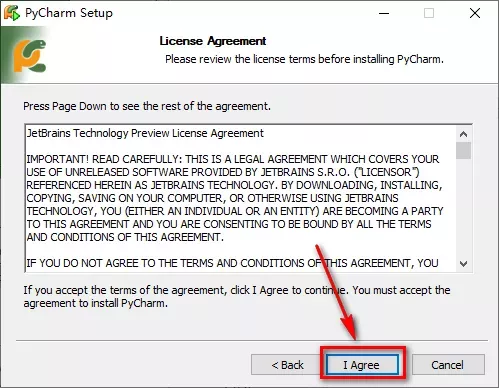 PyCharm Setup
License Agreement
Please review the license terms before installing PyCharm.
Press Page Down to see the rest of the agreement.
JetBrains Technology Preview License Agreement
IMPORTANT! READ CAREFULLY: THIS IS A LEGAL AGREEMENT WHICH COVERS YOUR
USE OF UNRELEASED SOFTWARE PROVIDED BY JETBRAINS S.R.O. ("LICENSOR")
REFERENCED HEREIN AS JETBRAINS TECHNOLOGY. BY DOWNLOADING, INSTALLING,
COPYING, SAVING ON YOUR COMPUTER, OR OTHERWISE USING JETBRAINS
TECHNOLOGY, YOU (EITHER AN INDIVIDUAL OR AN ENTITY) ARE BECOMING A PARTY
TO THIS AGREEMENT AND YOU ARE CONSENTING TO BE BOUND BY ALL THE TERMS
AND CONDITIONS OF THIS AGREEMENT.
IF YOU DO NOT AGREE TO THE TERMS AND CONDITIONS OF THIS AGREEMENT, YOU
If you accept the terms of the agreement, click I Agree to continue. You must accept the
agreement to install PyCharm.
< Back
I Agree
Cancel